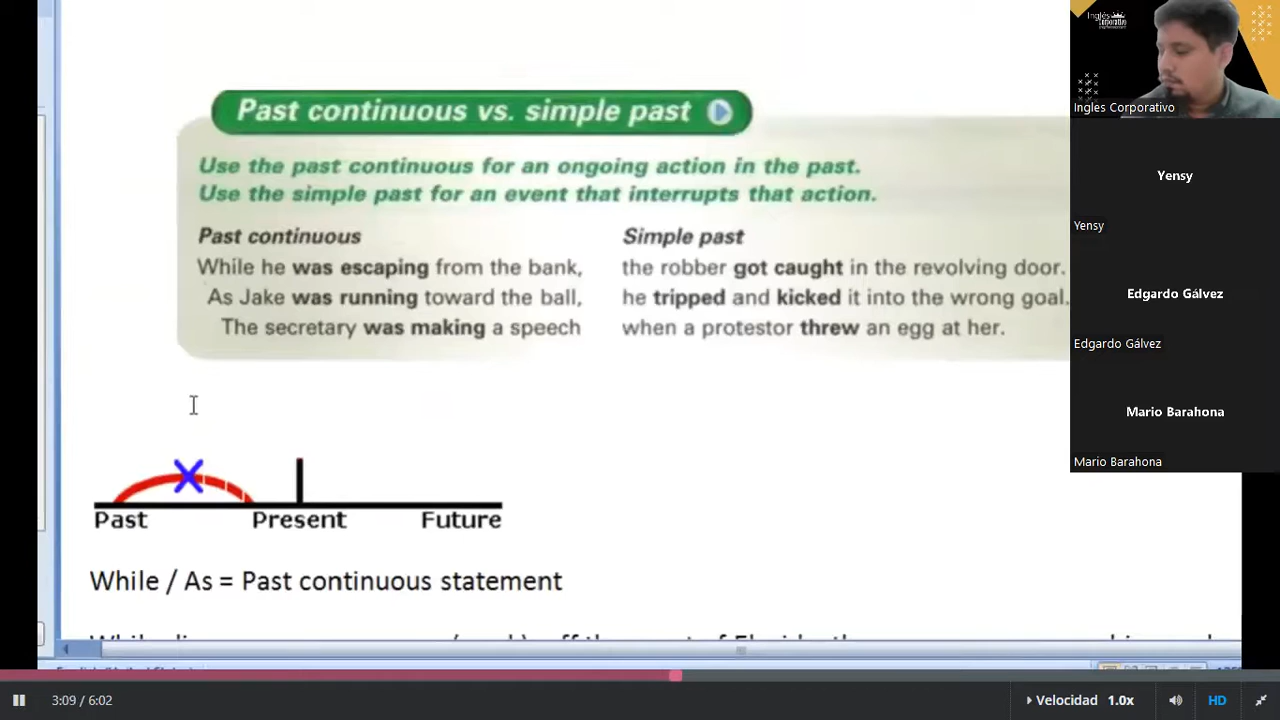 Past continuous vs. simple past
Use the past continuous for an ongoing action in the past.
Use the simple past for an event that interrupts that action.
Past continuous Simple past
While he was escaping from the bank, the robber got caught in the revolving door.
As Jake was running toward the ball, he tripped and kicked it into the wrong goal.
The secretary was making a speech when a protestor threw an egg at her.
Past Present Future
While / As = Past continuous statement
Inglés
Corporativo
Ingles Corporativo
Yensy
Yensy
Edgardo Gálvez
Edgardo Gálvez
Mario Barahona
Mario Barahona
3:09 / 6:02
Velocidad 1.0x
HD